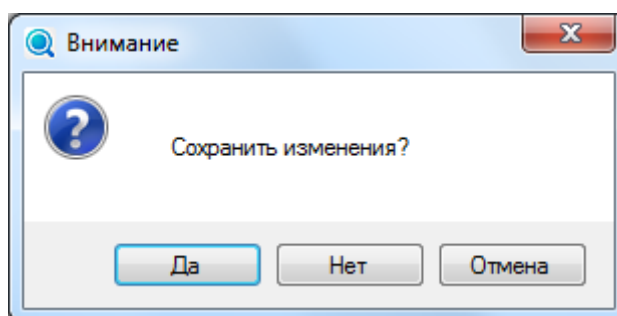 Внимание
Сохранить изменения?
Да Нет Отмена